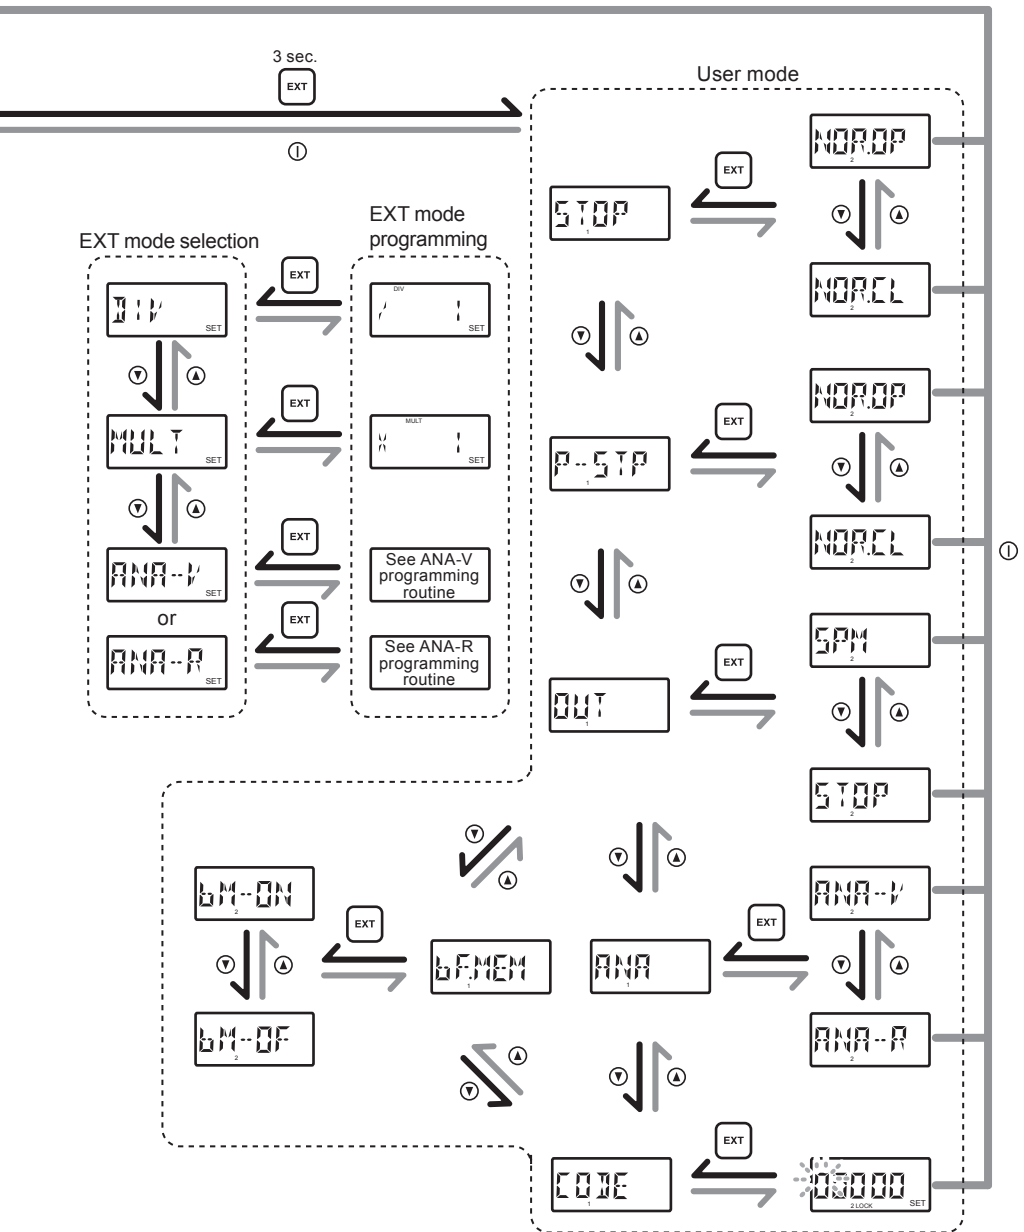 3 sec.
EXT
User mode
NOR.OP
2
EXT
STOP
1
NOR.CL
2
EXT mode selection
EXT mode
programming
EXT
DIV
SET
DIV
/ 1
SET
EXT
MULT
SET
MULT
X 1
SET
NOR.OP
2
EXT
P-STP
1
NOR.CL
2
EXT
ANA-V
SET
See ANA-V
programming
routine
or
EXT
ANA-R
SET
See ANA-R
programming
routine
SPM
2
EXT
OUT
1
STOP
2
bM-ON
2
EXT
bF.MEM
1
bM-OF
2
ANA
1
EXT
ANA-V
2
ANA-R
2
CODE
1
EXT
00000
2 LOCK
SET